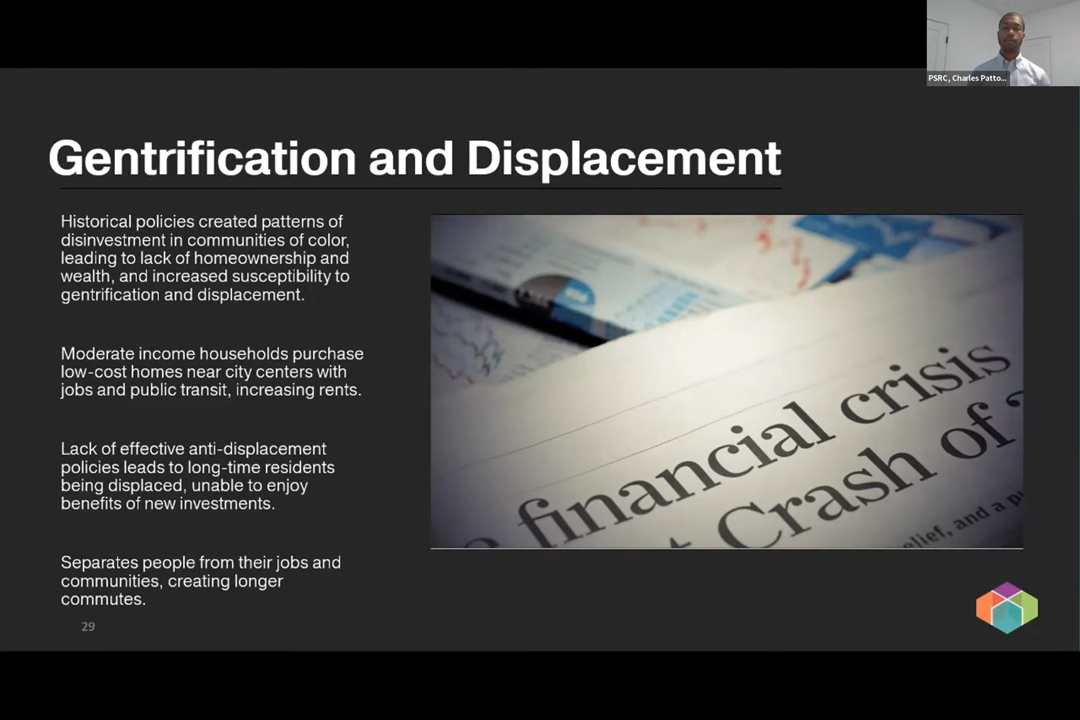 PSRC, Charles Patto...
Gentrification and Displacement
Historical policies created patterns of
disinvestment in communities of color,
leading to lack of homeownership and
wealth, and increased susceptibility to
gentrification and displacement.
Moderate income households purchase
low-cost homes near city centers with
jobs and public transit, increasing rents.
Lack of effective anti-displacement
policies leads to long-time residents
being displaced, unable to enjoy
benefits of new investments.
Separates people from their jobs and
communities, creating longer
commutes.
29
financial crisis
Crash of
and a